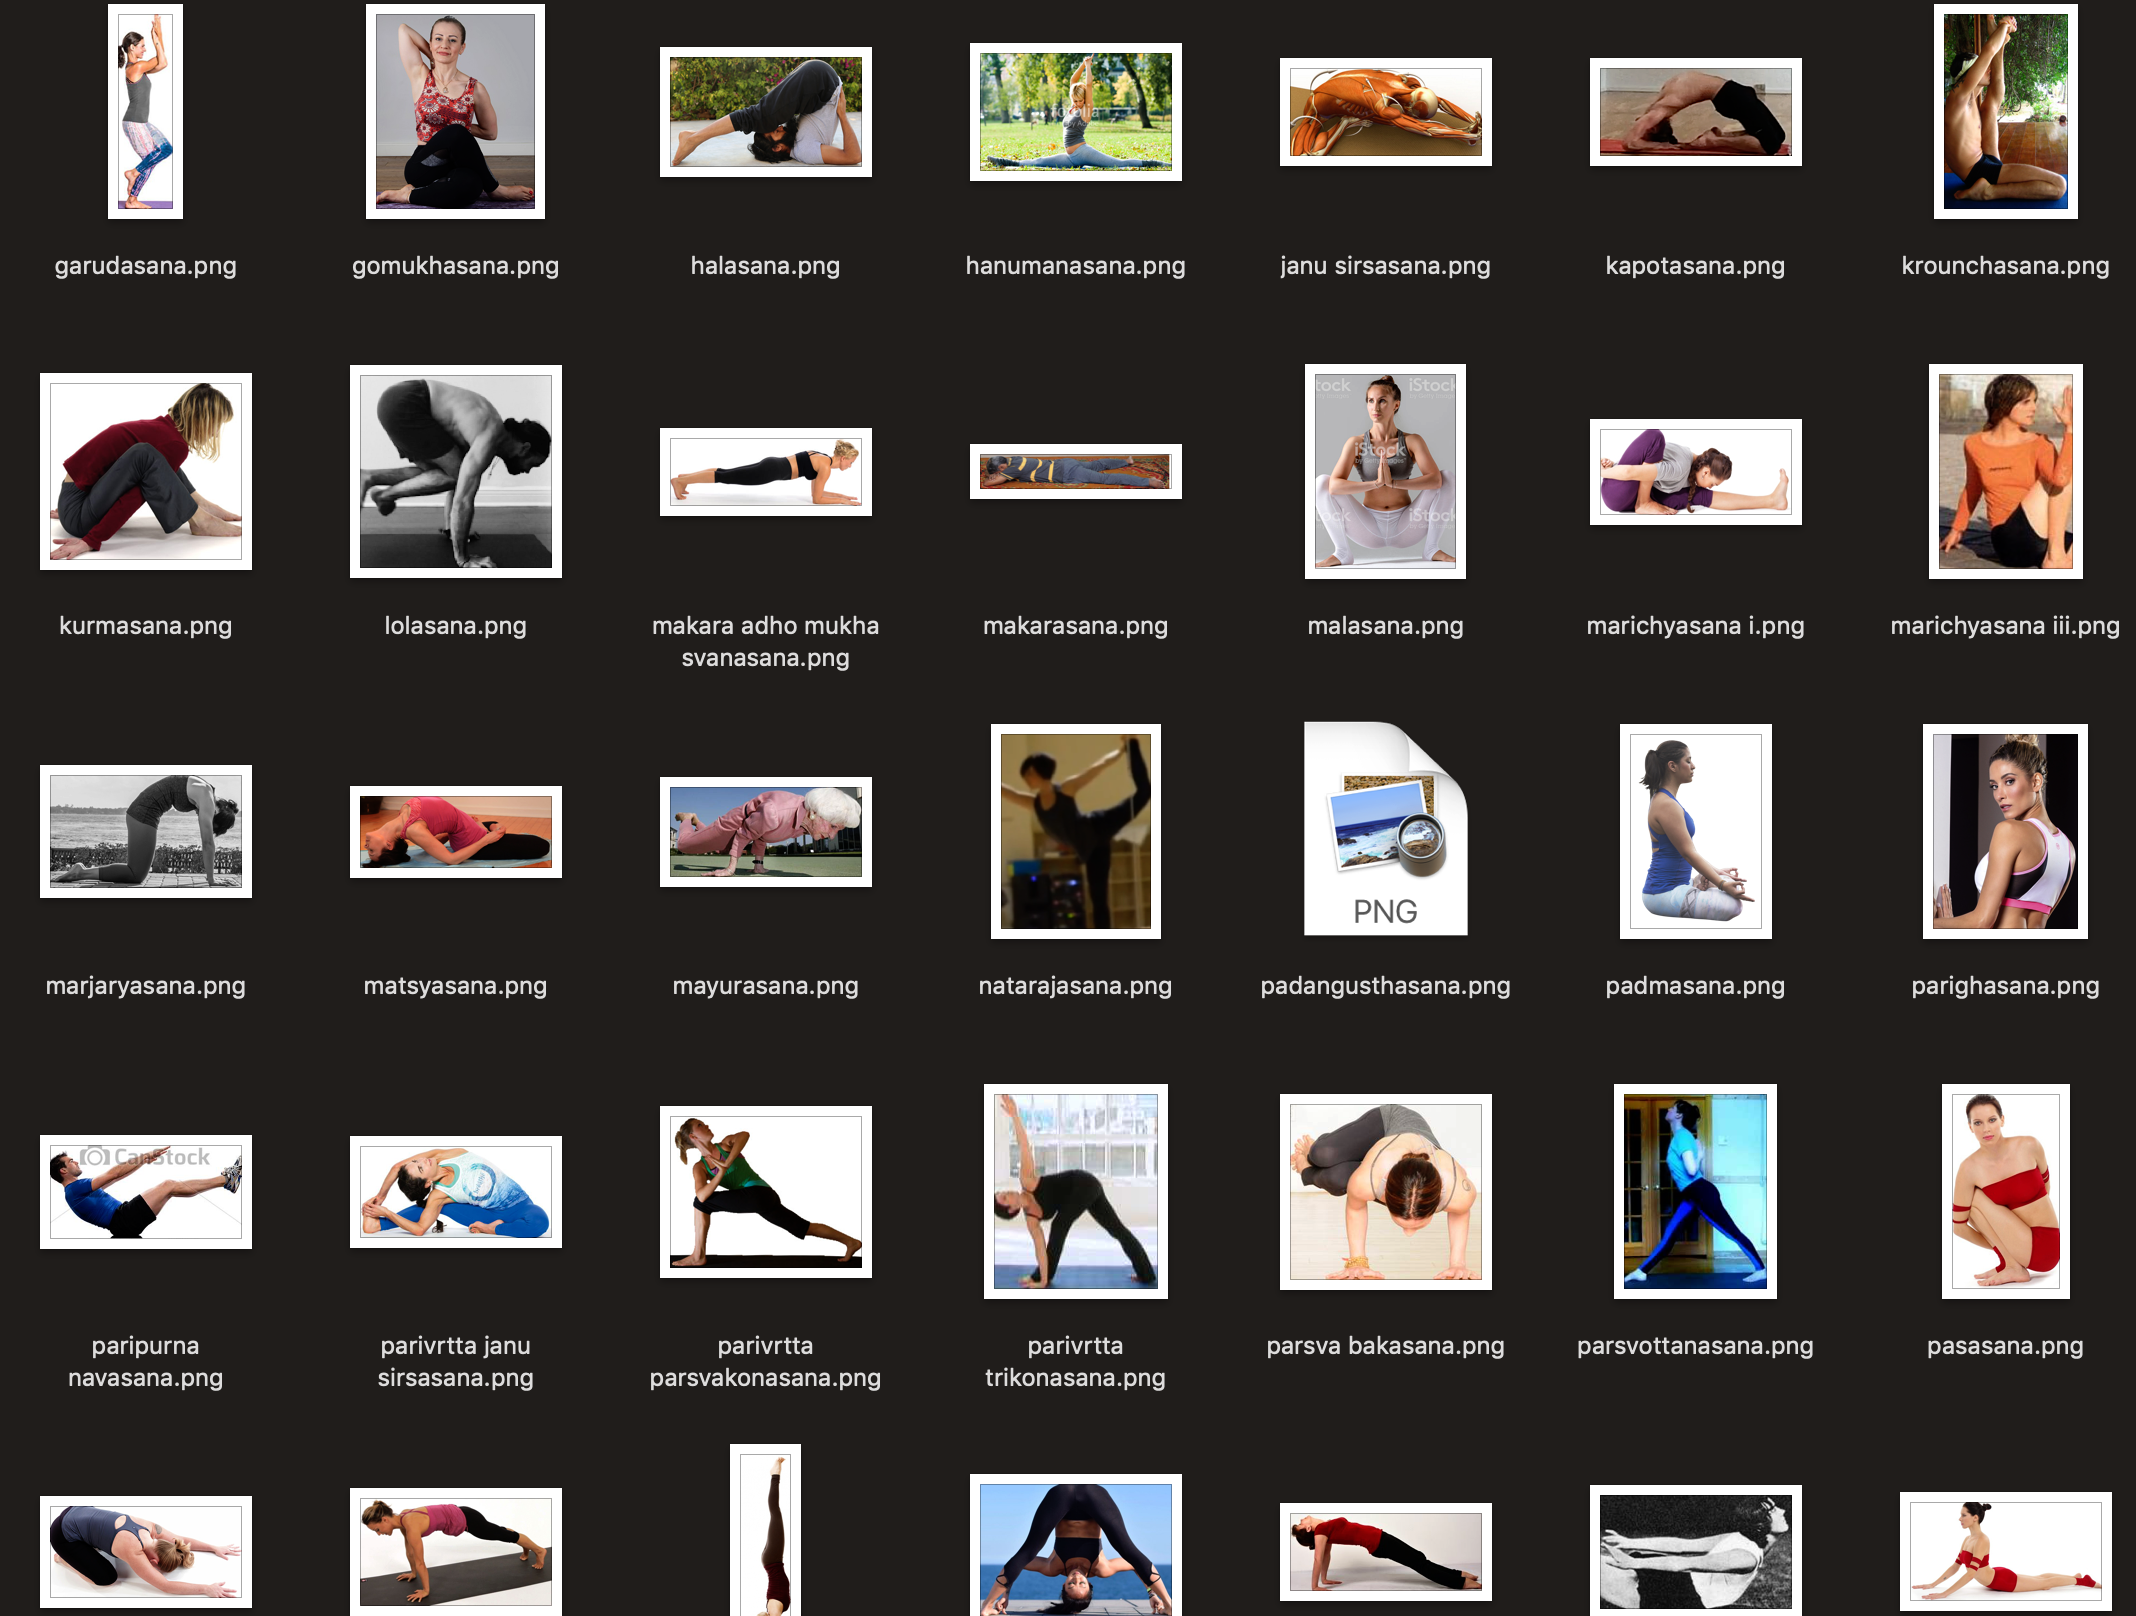 fotolia
garudasana.png
gomukhasana.png
halasana.png
hanumanasana.png
janu sirsasana.png
kapotasana.png
krounchasana.png
iStock
iStock
iStock
kurmasana.png
lolasana.png
makara adho mukha
svanasana.png
makarasana.png
malasana.png
marichyasana i.png
marichyasana iii.png
PNG
marjaryasana.png
matsyasana.png
mayurasana.png
natarajasana.png
padangusthasana.png
padmasana.png
parighasana.png
CanStock
paripurna
navasana.png
parivrtta janu
sirsasana.png
parivrtta
parsvakonasana.png
parivrtta
trikonasana.png
parsva bakasana.png
parsvottanasana.png
pasasana.png